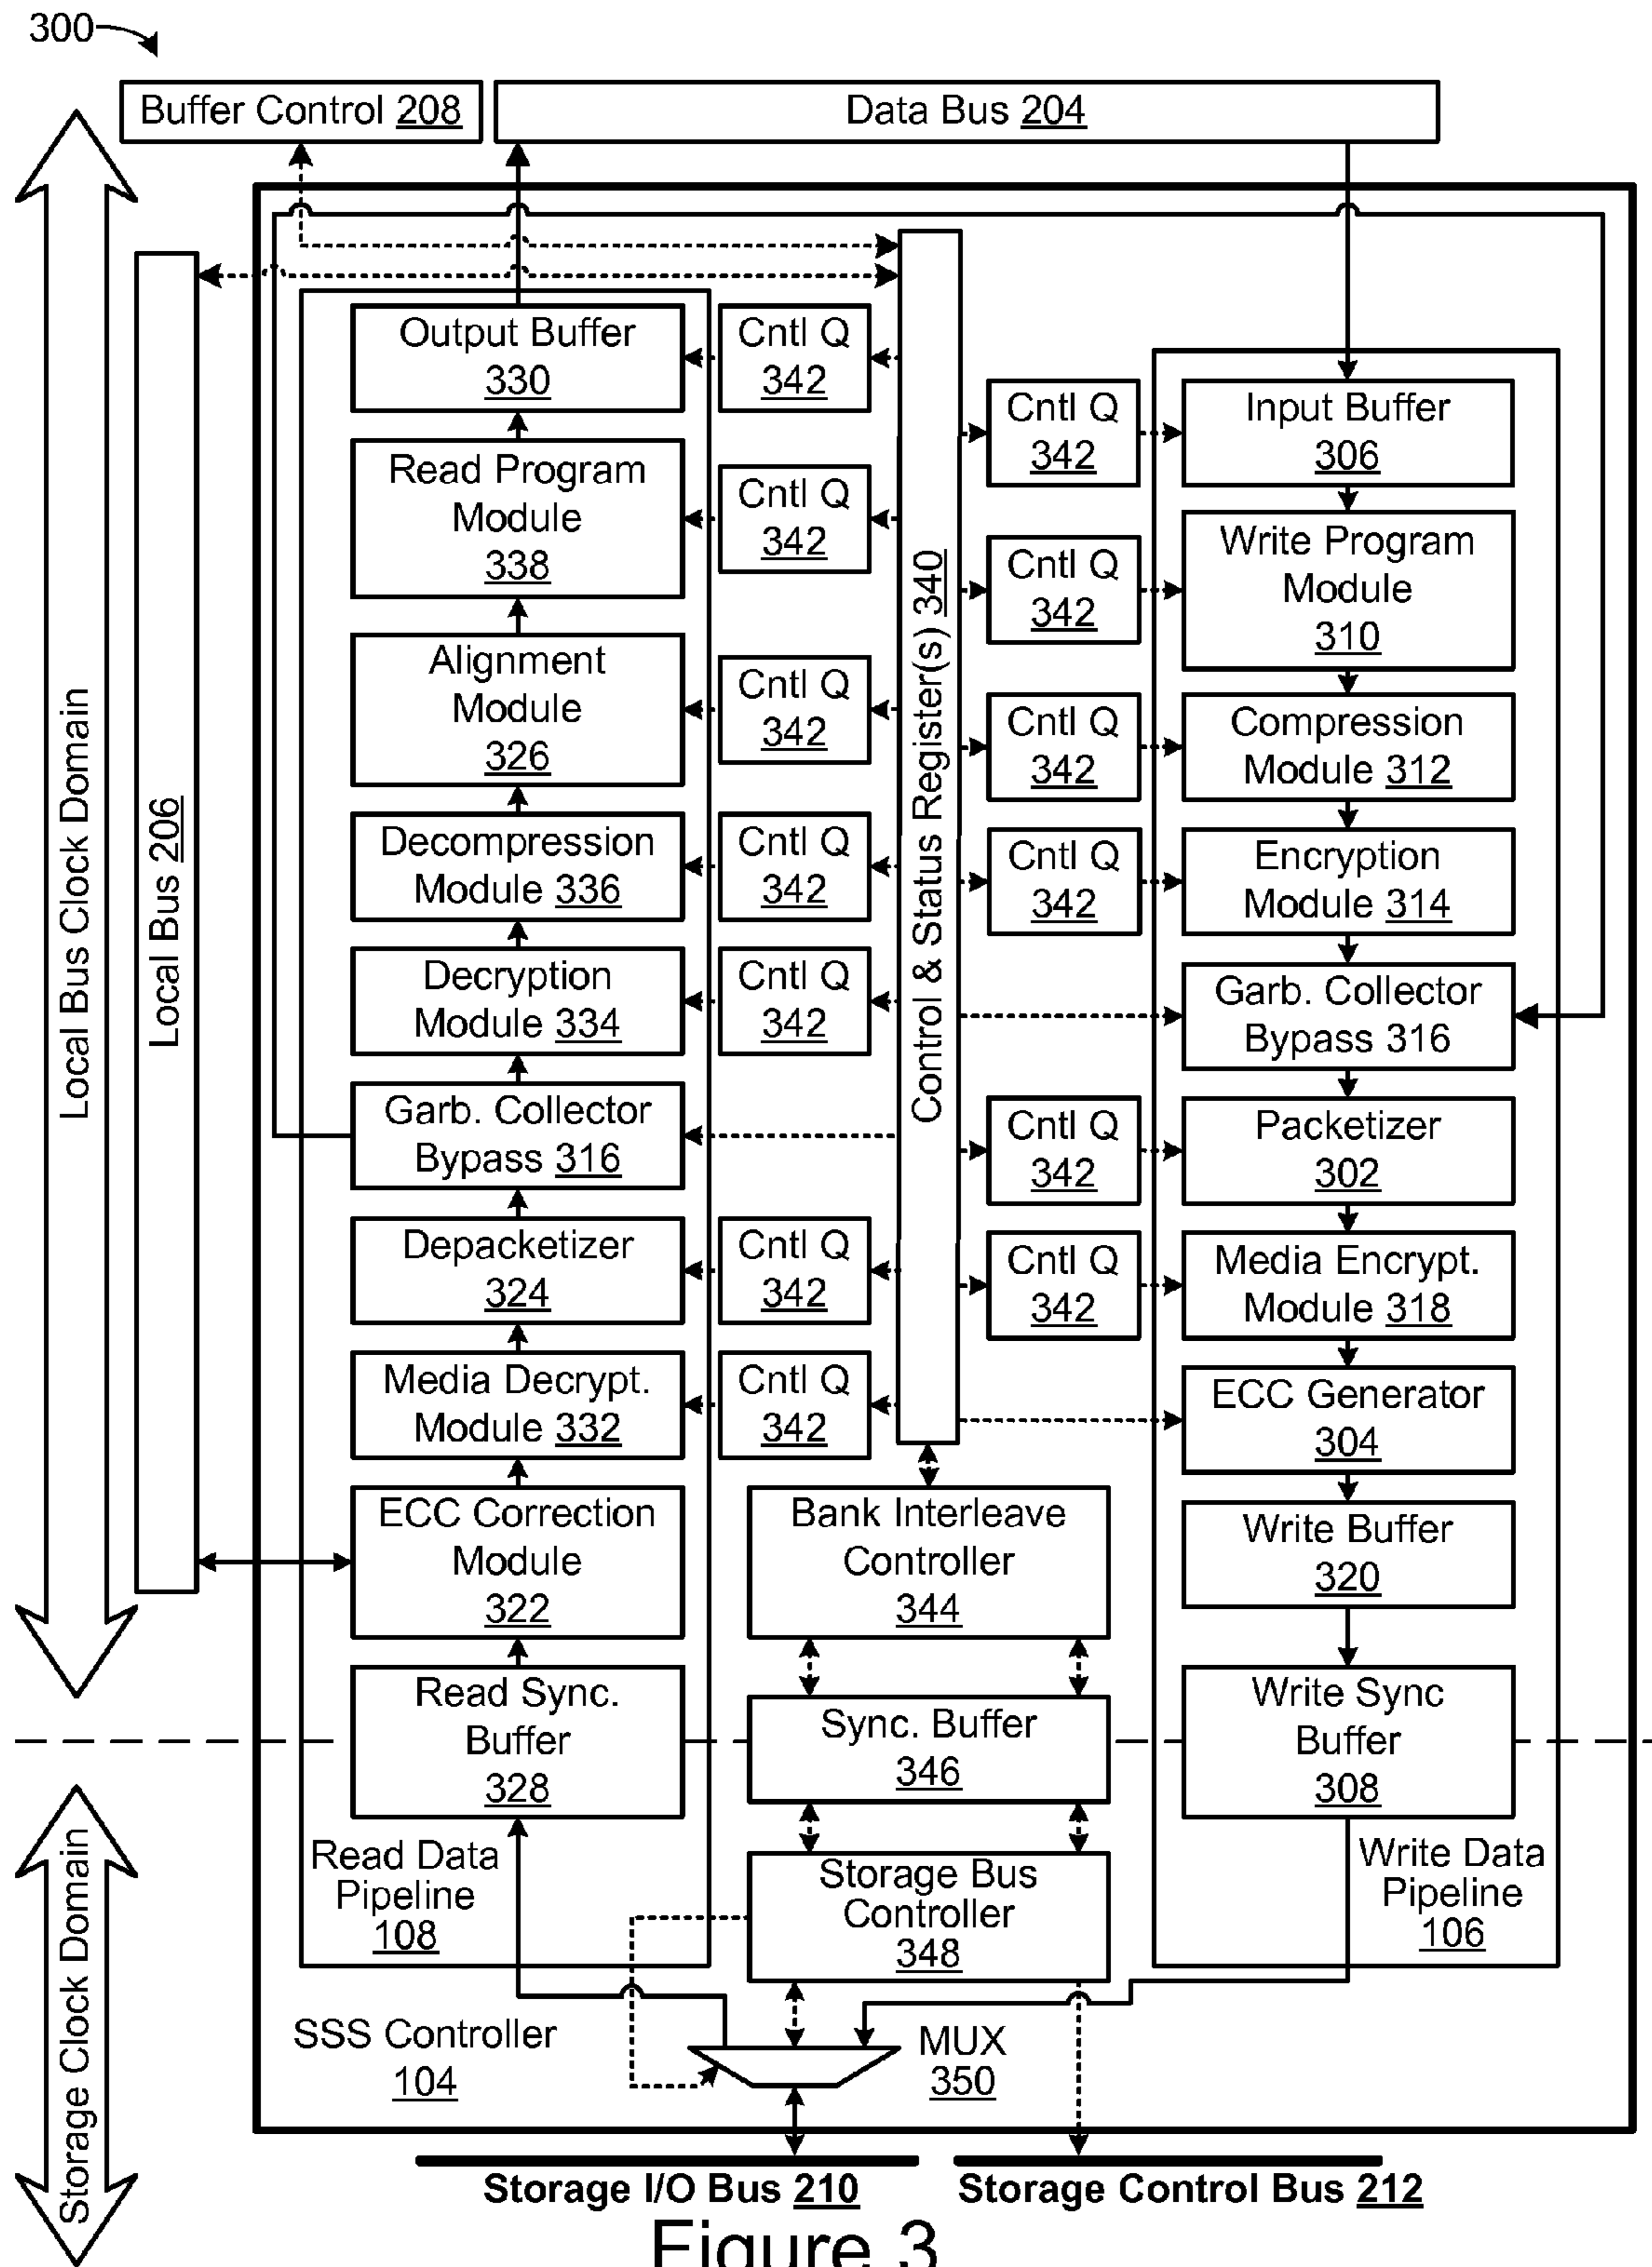 300
Buffer Control 208
Data Bus 204
Local Bus Clock Domain
Local Bus 206
Output Buffer
330
Cntl Q
342
Read Program
Module
338
Cntl Q
342
Alignment
Module
326
Cntl Q
342
Decompression
Module 336
Cntl Q
342
Decryption
Module 334
Cntl Q
342
Garb. Collector
Bypass 316
Depacketizer
324
Cntl Q
342
Media Decrypt.
Module 332
Cntl Q
342
ECC Correction
Module
322
Read Sync.
Buffer
328
Read Data
Pipeline
108
Control & Status Register(s) 340
Bank Interleave
Controller
344
Sync. Buffer
346
Storage Bus
Controller
348
Cntl Q
342
Input Buffer
306
Cntl Q
342
Write Program
Module
310
Cntl Q
342
Compression
Module 312
Cntl Q
342
Encryption
Module 314
Garb. Collector
Bypass 316
Cntl Q
342
Packetizer
302
Cntl Q
342
Media Encrypt.
Module 318
ECC Generator
304
Write Buffer
320
Write Sync
Buffer
308
Write Data
Pipeline
106
Storage Clock Domain
SSS Controller
104
MUX
350
Storage I/O Bus 210
Storage Control Bus 212
Figure 3